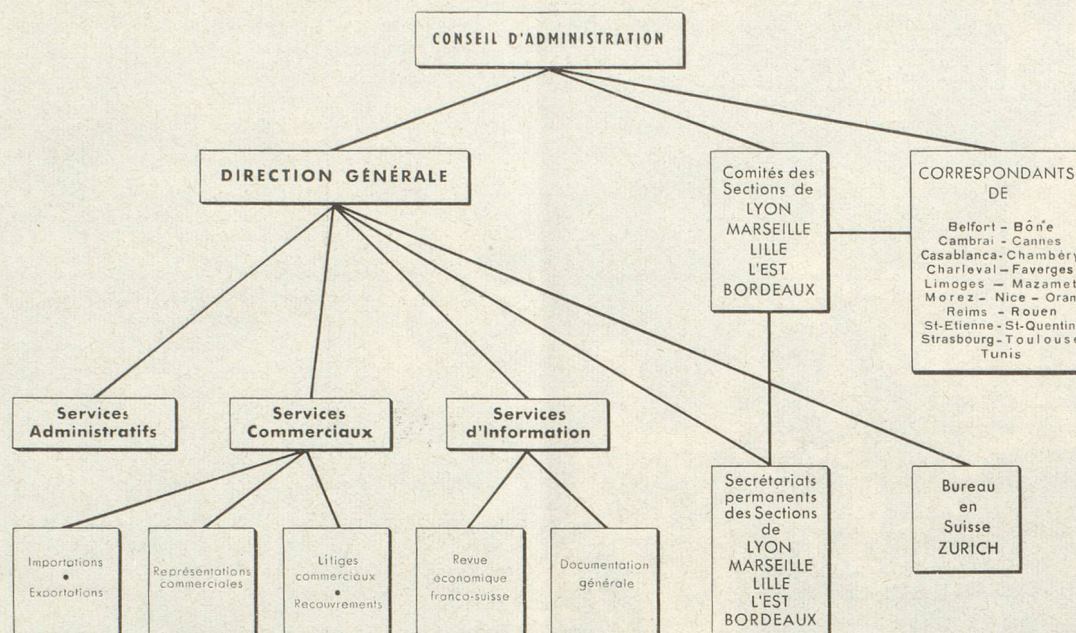 CONSEIL D'ADMINISTRATION
DIRECTION GÉNÉRALE
Comités des
Sections de
LYON
MARSEILLE
LILLE
L'EST
BORDEAUX
CORRESPONDANTS
DE
Belfort - Bône
Cambrai - Cannes
Casablanca - Chambéry
Charleval - Faverges
Limoges - Mazamet
Morez - Nice - Oran
Reims - Rouen
St-Etienne - St-Quentin
Strasbourg - Toulouse
Tunis
Services
Administratifs
Services
Commerciaux
Services
d'Information
Importations
•
Exportations
Représentations
commerciales
Litiges
commerciaux
•
Recouvrements
Revue
économique
franco-suisse
Documentation
générale
Secrétariats
permanents
des Sections
de
LYON
MARSEILLE
LILLE
L'EST
BORDEAUX
Bureau
en
Suisse
ZURICH